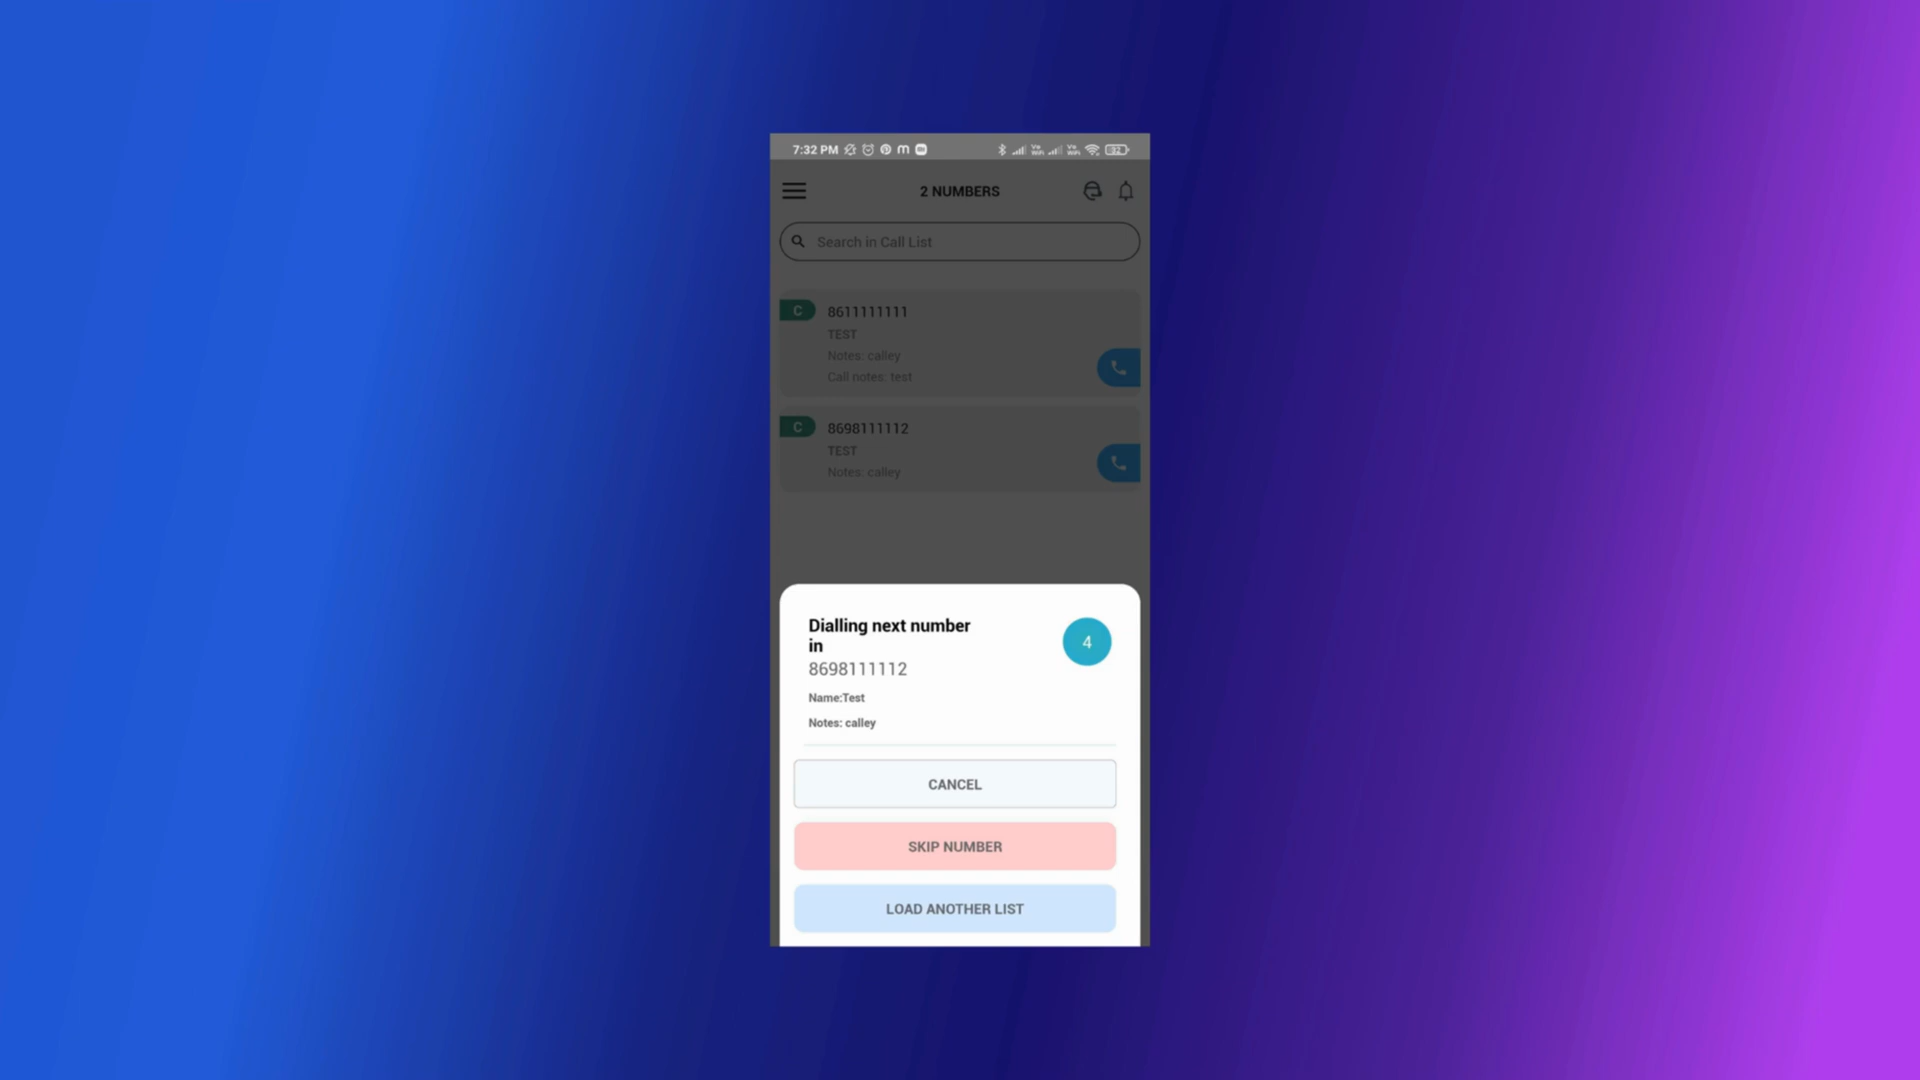 7:32 PM
2 NUMBERS
Search in Call List
C 8611111111
TEST
Notes: calley
Call notes: test
C 8698111112
TEST
Notes: calley
Dialling next number
in
4
8698111112
Name:Test
Notes: calley
CANCEL
SKIP NUMBER
LOAD ANOTHER LIST